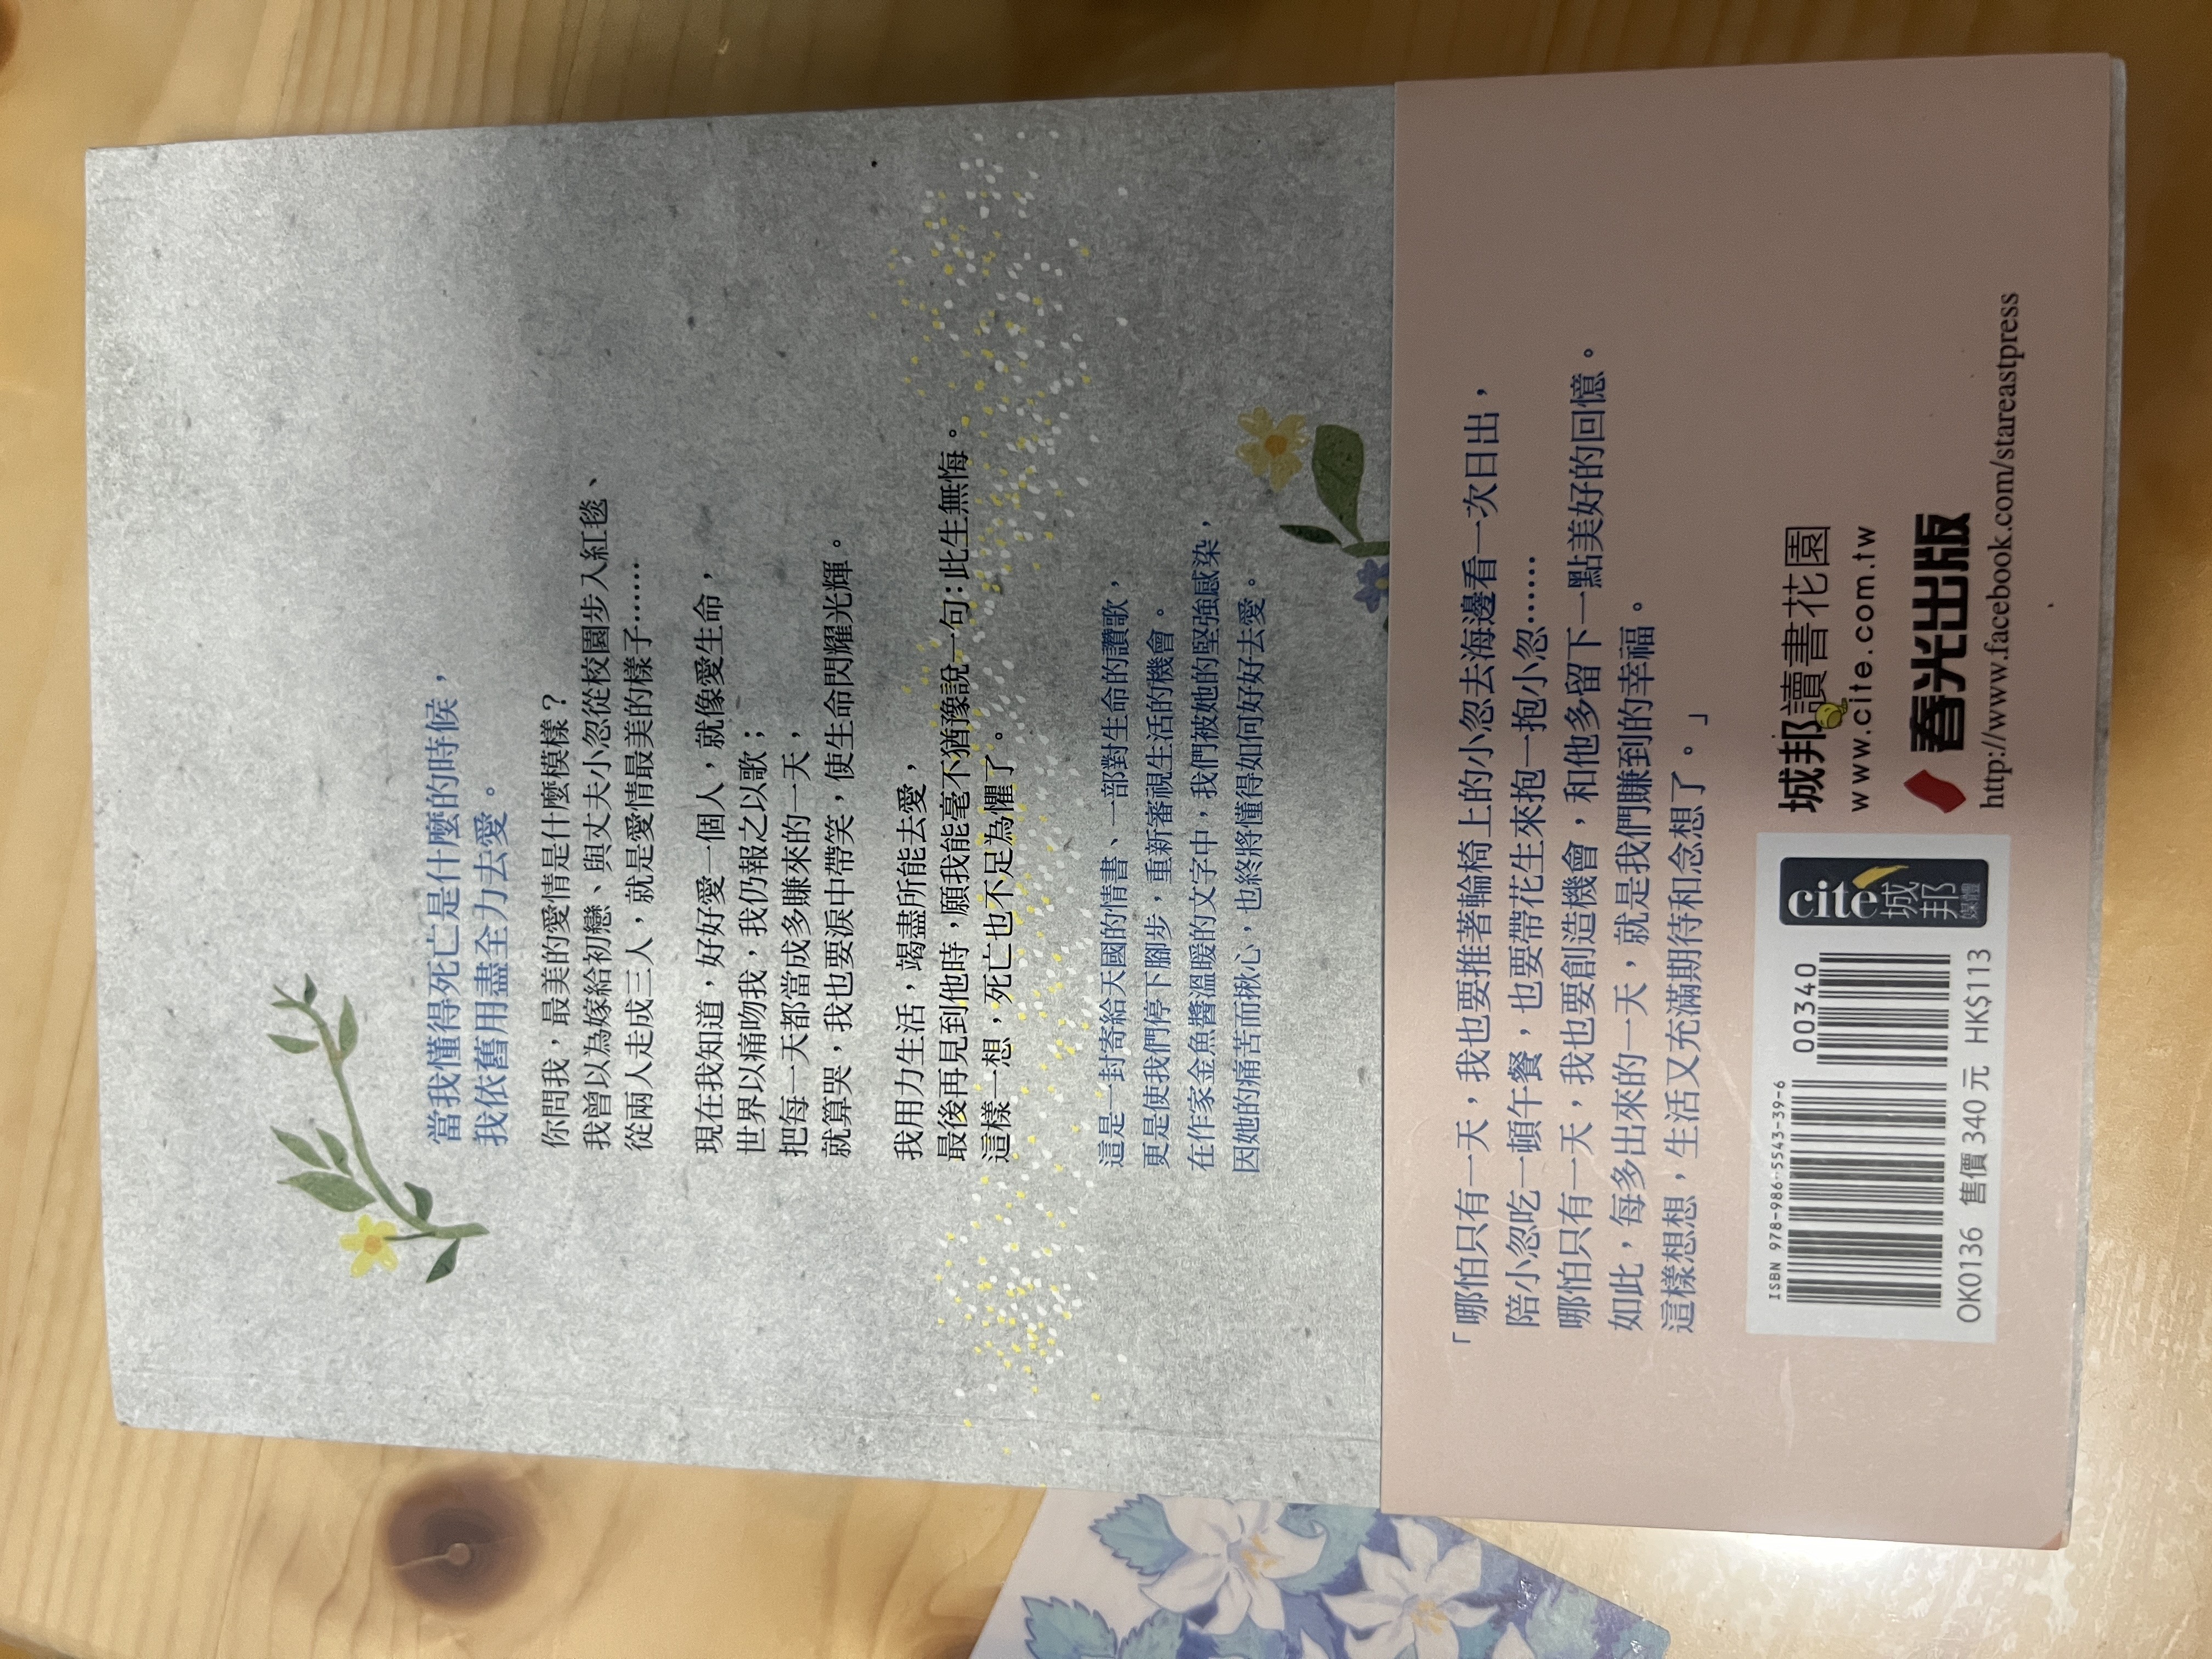 當我懂得死亡是什麼的時候，
我依舊用盡全力去愛。
你問我，最美的愛情是什麼模樣？
我曾以為嫁給初戀、與丈夫小忽從校園步入紅毯、
從兩人走成三人，就是愛情最美的樣子……
現在我知道，好好愛一個人，就像愛生命，
世界以痛吻我，我仍報之以歌；
把每一天都當成多賺來的一天，
就算哭，我也要淚中帶笑，使生命閃耀光輝。
我用力生活，竭盡所能去愛，
最後再見到他時，願我能毫不猶豫說一句：此生無悔。
這樣一想，死亡也不足為懼了。
這是一封寄給天國的情書、一部對生命的讚歌，
更是使我們停下腳步，重新審視生活的機會。
在作家金魚醬溫暖的文字中，我們被她的堅強感染，
因她的痛苦而揪心，也終將懂得如何好好去愛。
「哪怕只有一天，我也要推著輪椅上的小忽去海邊看一次日出，
陪小忽吃一頓午餐，也要帶花生來抱一抱小忽……
哪怕只有一天，我也要創造機會，和他多留下一點美好的回憶。
如此，每多出來的一天，就是我們賺到的幸福。
這樣想想，生活又充滿期待和念想了。」
ISBN 978-986-5543-39-6
00340
OK0136 售價 340 元 HK$113
cité
城邦
媒體
城邦讀書花園
www.cite.com.tw
春光出版
http://www.facebook.com/stareastpress